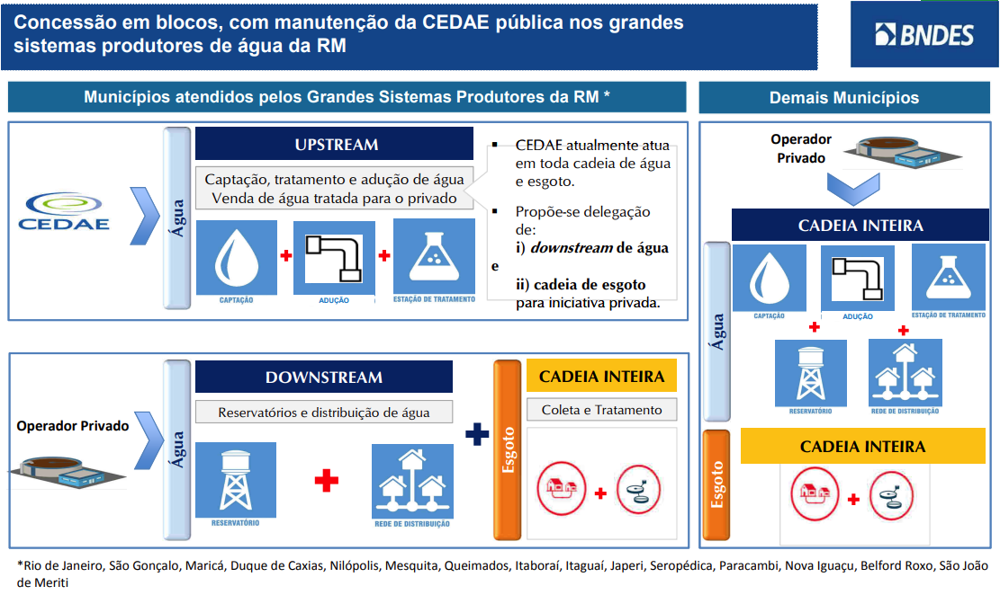 Concessão em blocos, com manutenção da CEDAE pública nos grandes
sistemas produtores de água da RM
BNDES
Municípios atendidos pelos Grandes Sistemas Produtores da RM *
CEDAE
Água
UPSTREAM
Captação, tratamento e adução de água
Venda de água tratada para o privado
CAPTAÇÃO
ADUÇÃO
ESTAÇÃO DE TRATAMENTO
▪ CEDAE atualmente atua
em toda cadeia de água
e esgoto.
▪ Propõe-se delegação
de:
i) downstream de água
e
ii) cadeia de esgoto
para iniciativa privada.
Operador Privado
Água
DOWNSTREAM
Reservatórios e distribuição de água
RESERVATÓRIO
REDE DE DISTRIBUIÇÃO
Esgoto
CADEIA INTEIRA
Coleta e Tratamento
Demais Municípios
Operador
Privado
CADEIA INTEIRA
Água
CAPTAÇÃO
ADUÇÃO
ESTAÇÃO DE TRATAMENTO
RESERVATÓRIO
REDE DE DISTRIBUIÇÃO
Esgoto
CADEIA INTEIRA
*Rio de Janeiro, São Gonçalo, Maricá, Duque de Caxias, Nilópolis, Mesquita, Queimados, Itaboraí, Itaguaí, Japeri, Seropédica, Paracambi, Nova Iguaçu, Belford Roxo, São João
de Meriti